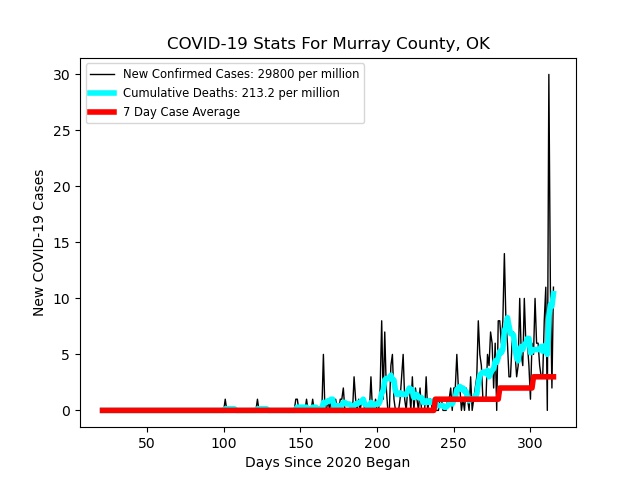 COVID-19 Stats For Murray County, OK
New Confirmed Cases: 29800 per million
Cumulative Deaths: 213.2 per million
7 Day Case Average
New COVID-19 Cases
30
25
20
15
10
5
0
50 100 150 200 250 300
Days Since 2020 Began